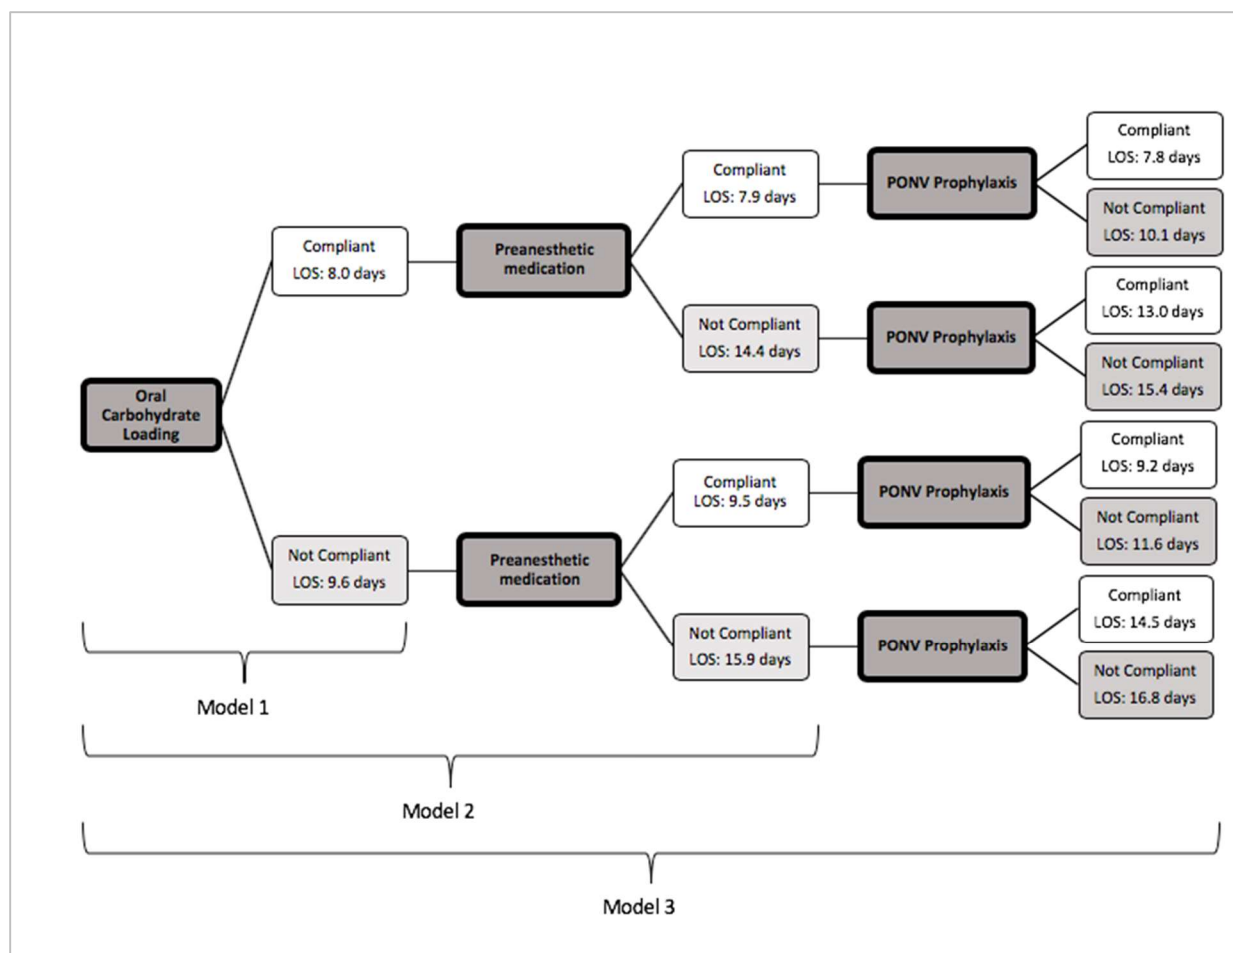 Oral
Carbohydrate
Loading
Compliant
LOS: 8.0 days
Not Compliant
LOS: 9.6 days
Preanesthetic
medication
Compliant
LOS: 7.9 days
Not Compliant
LOS: 14.4 days
Preanesthetic
medication
Compliant
LOS: 9.5 days
Not Compliant
LOS: 15.9 days
PONV Prophylaxis
Compliant
LOS: 7.8 days
Not Compliant
LOS: 10.1 days
PONV Prophylaxis
Compliant
LOS: 13.0 days
Not Compliant
LOS: 15.4 days
PONV Prophylaxis
Compliant
LOS: 9.2 days
Not Compliant
LOS: 11.6 days
PONV Prophylaxis
Compliant
LOS: 14.5 days
Not Compliant
LOS: 16.8 days
Model 1
Model 2
Model 3